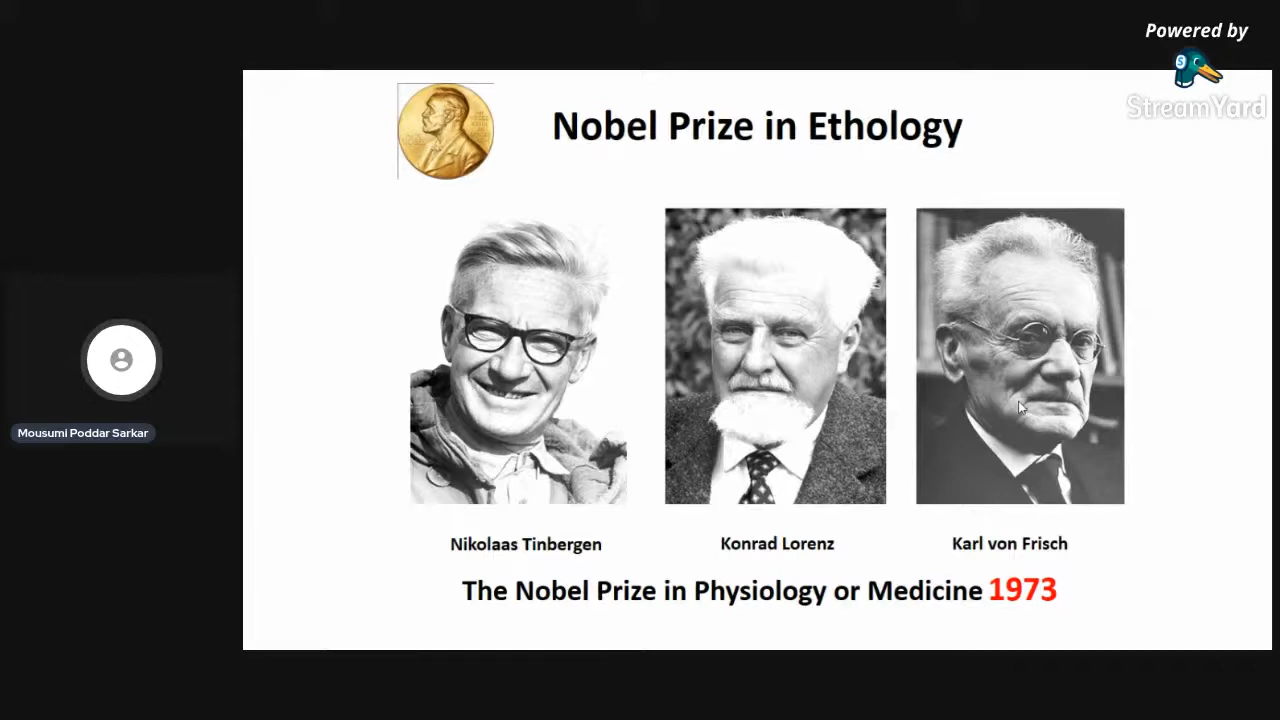 Powered by
StreamYard
Nobel Prize in Ethology
Nikolaas Tinbergen
Konrad Lorenz
Karl von Frisch
The Nobel Prize in Physiology or Medicine 1973
Mousumi Poddar Sarkar